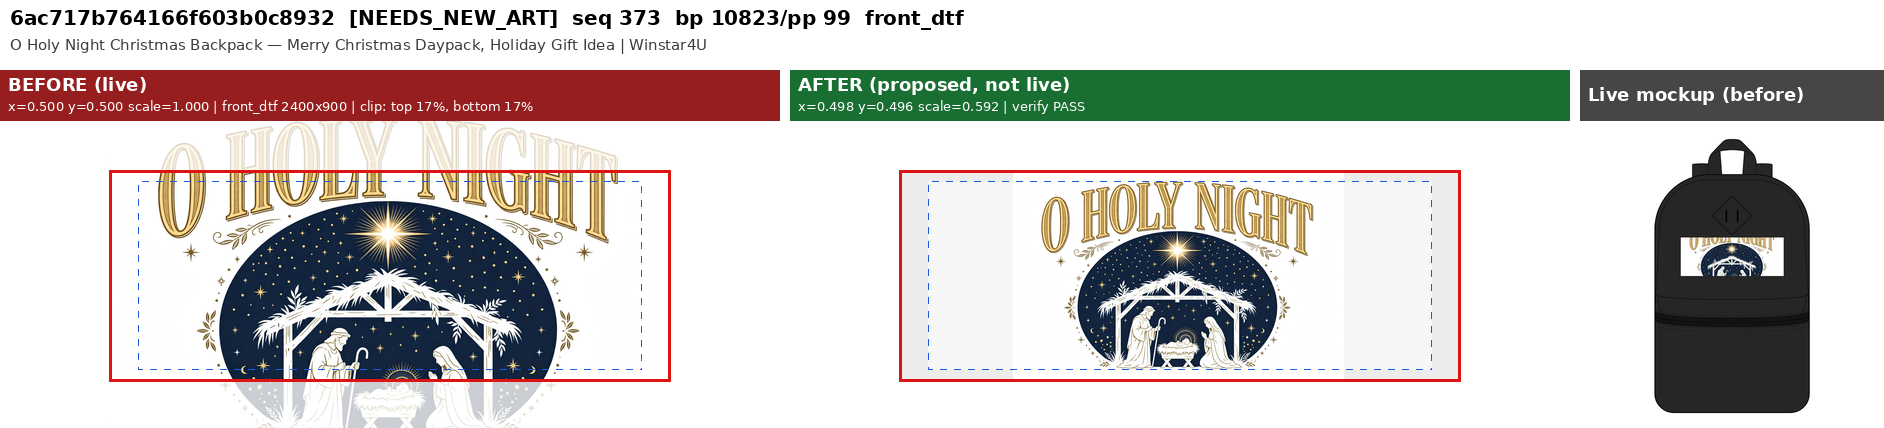 6ac717b764166f603b0c8932 [NEEDS_NEW_ART] seq 373 bp 10823/pp 99 front_dtf
O Holy Night Christmas Backpack — Merry Christmas Daypack, Holiday Gift Idea | Winstar4U
BEFORE (live)
x=0.500 y=0.500 scale=1.000 | front_dtf 2400x900 | clip: top 17%, bottom 17%
AFTER (proposed, not live)
x=0.498 y=0.496 scale=0.592 | verify PASS
Live mockup (before)
O HOLY NIGHT
O HOLY NIGHT
O HOLY NIGHT